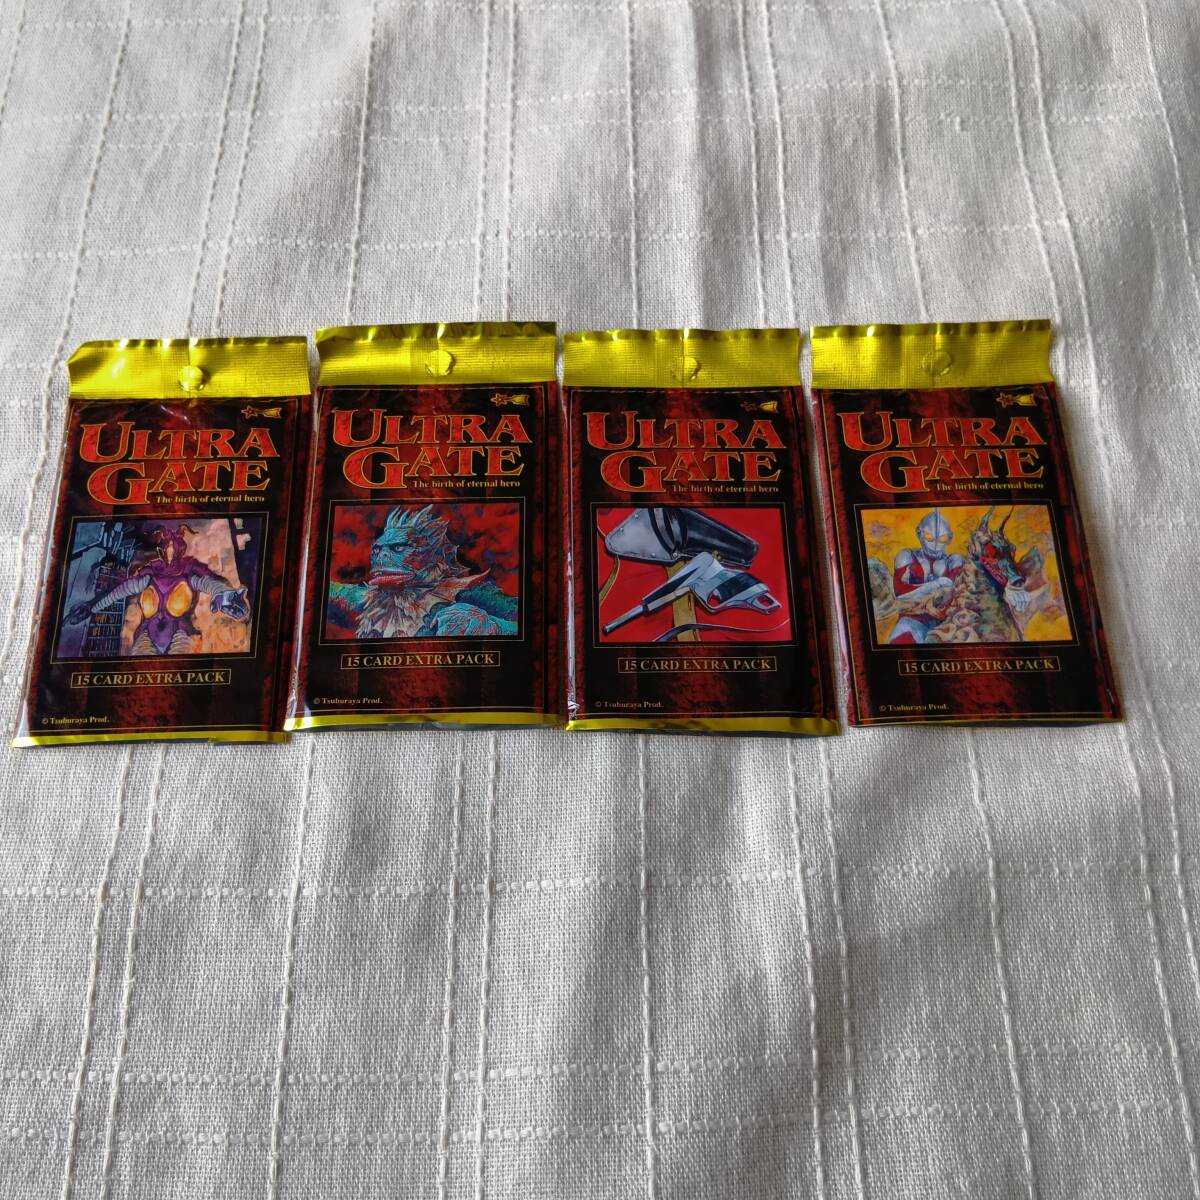 ULTRA
GATE
The birth of eternal hero
15 CARD EXTRA PACK
© Tsuburaya Prod.
ULTRA
GATE
The birth of eternal hero
15 CARD EXTRA PACK
© Tsuburaya Prod.
ULTRA
GATE
The birth of eternal hero
15 CARD EXTRA PACK
© Tsuburaya Prod.
ULTRA
GATE
The birth of eternal hero
15 CARD EXTRA PACK
© Tsuburaya Prod.